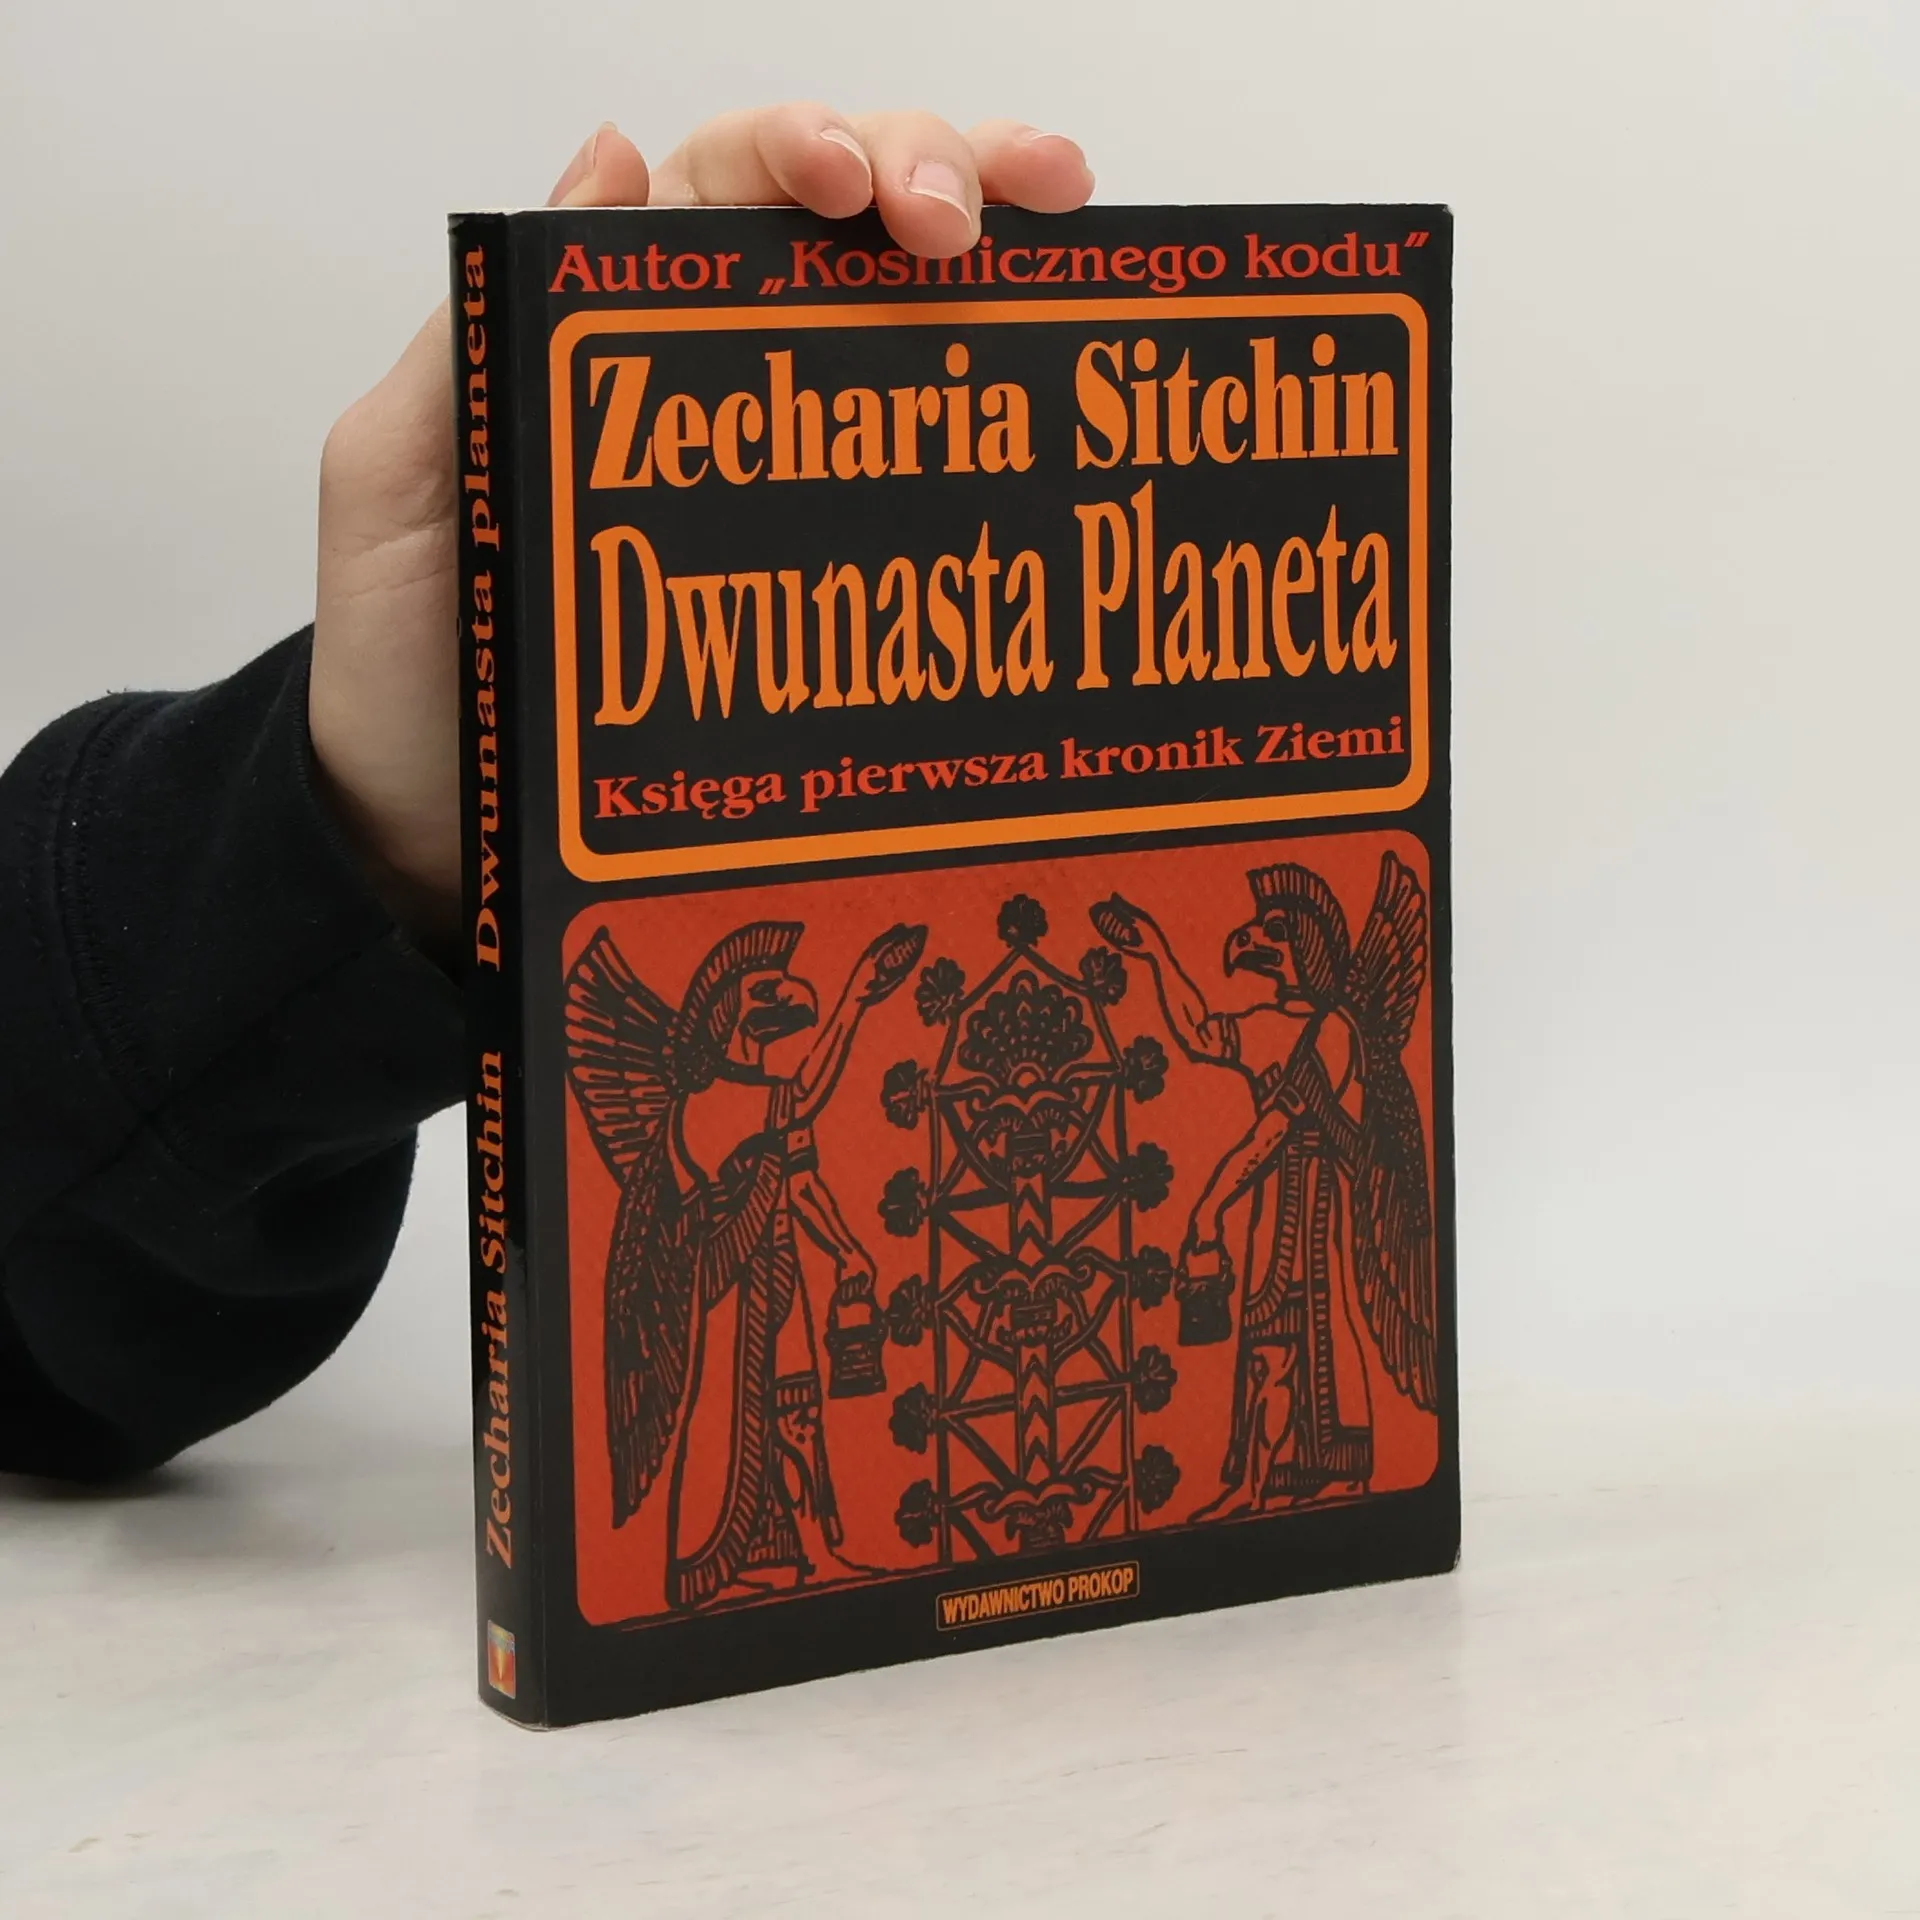 Autor „Kosmicznego kodu”
Zecharia Sitchin
Dwunasta Planeta
Księga pierwsza kronik Ziemi
WYDAWNICTWO PROKOP
Zecharia Sitchin Dwunasta planeta